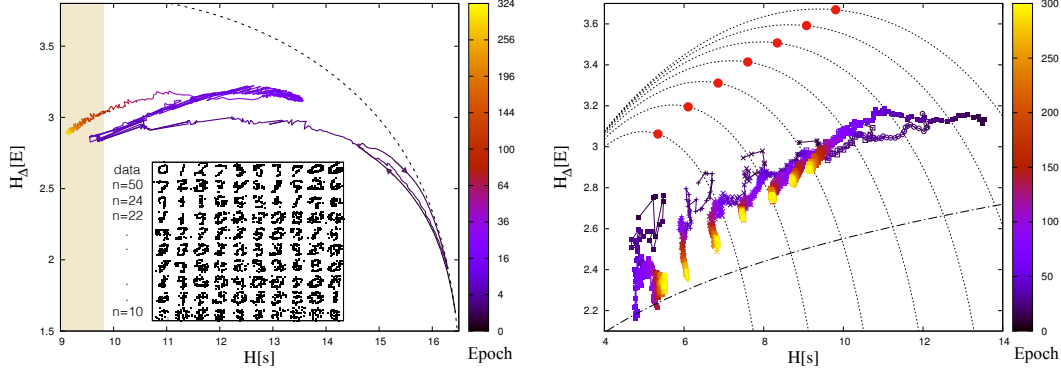 3.5
3
2.5
2
1.5
H_Δ[E]
data
n=50
n=24
n=22
.
.
.
.
n=10
9 10 11 12 13 14 15 16
H[s]
324
256
196
144
100
64
36
16
4
0
Epoch
3.6
3.4
3.2
3
2.8
2.6
2.4
2.2
H_Δ[E]
4 6 8 10 12 14
H[s]
300
250
200
150
100
50
0
Epoch